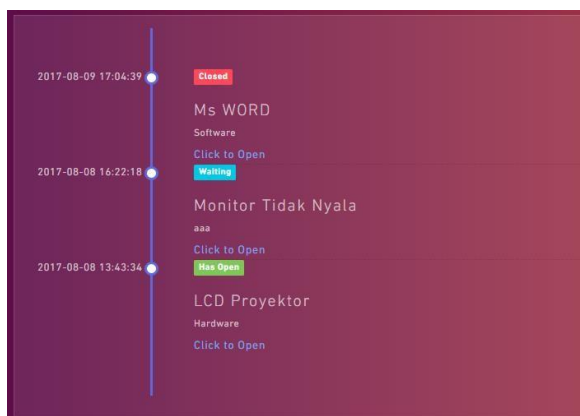 2017-08-09 17:04:39
Closed
Ms WORD
Software
Click to Open
2017-08-08 16:22:18
Waiting
Monitor Tidak Nyala
aaa
Click to Open
2017-08-08 13:43:34
Has Open
LCD Proyektor
Hardware
Click to Open